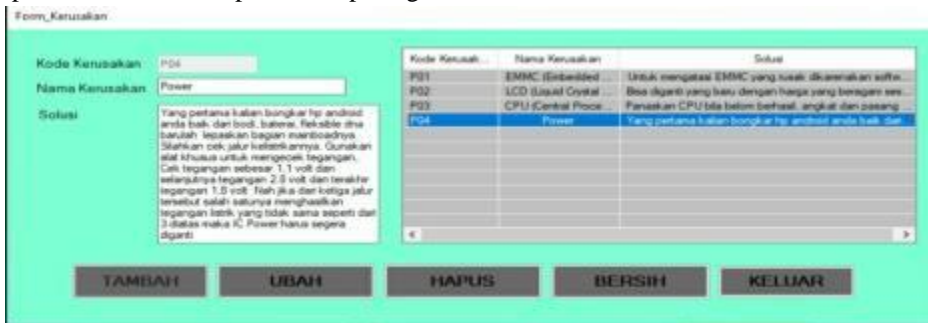 Form_Kerusakan
Kode Kerusakan P04
Nama Kerusakan Power
Solusi
Yang pertama kalian bongkar hp android
anda baik dari bodi, baterai, fleksible dna
barulah lepaskan bagian mainboadnya
Silahkan cek jalur kelistrikannya. Gunakan
alat khusus untuk mengecek tegangan.
Cek tegangan sebesar 1.1 volt dan
selanjutnya tegangan 2.8 volt dan terakhir
tegangan 1.8 volt Nah jika dari ketiga jalur
tersebut salah satunya menghasilkan
tegangan listrik yang tidak sama seperti dari
3 diatas maka IC Power harus segera
diganti
Kode Kerusak... Nama Kerusakan Solusi
P01 EMMC (Embedded ... Untuk mengatasi EMMC yang rusak dikarenakan softw...
P02 LCD (Liquid Crystal ... Bisa diganti yang baru dengan harga yang beragam ses...
P03 CPU (Central Proce... Panaskan CPU bila belom berhasil. angkat dan pasang
P04 Power Yang pertama kalian bongkar hp android anda baik dari...
TAMBAH UBAH HAPUS BERSIH KELUAR